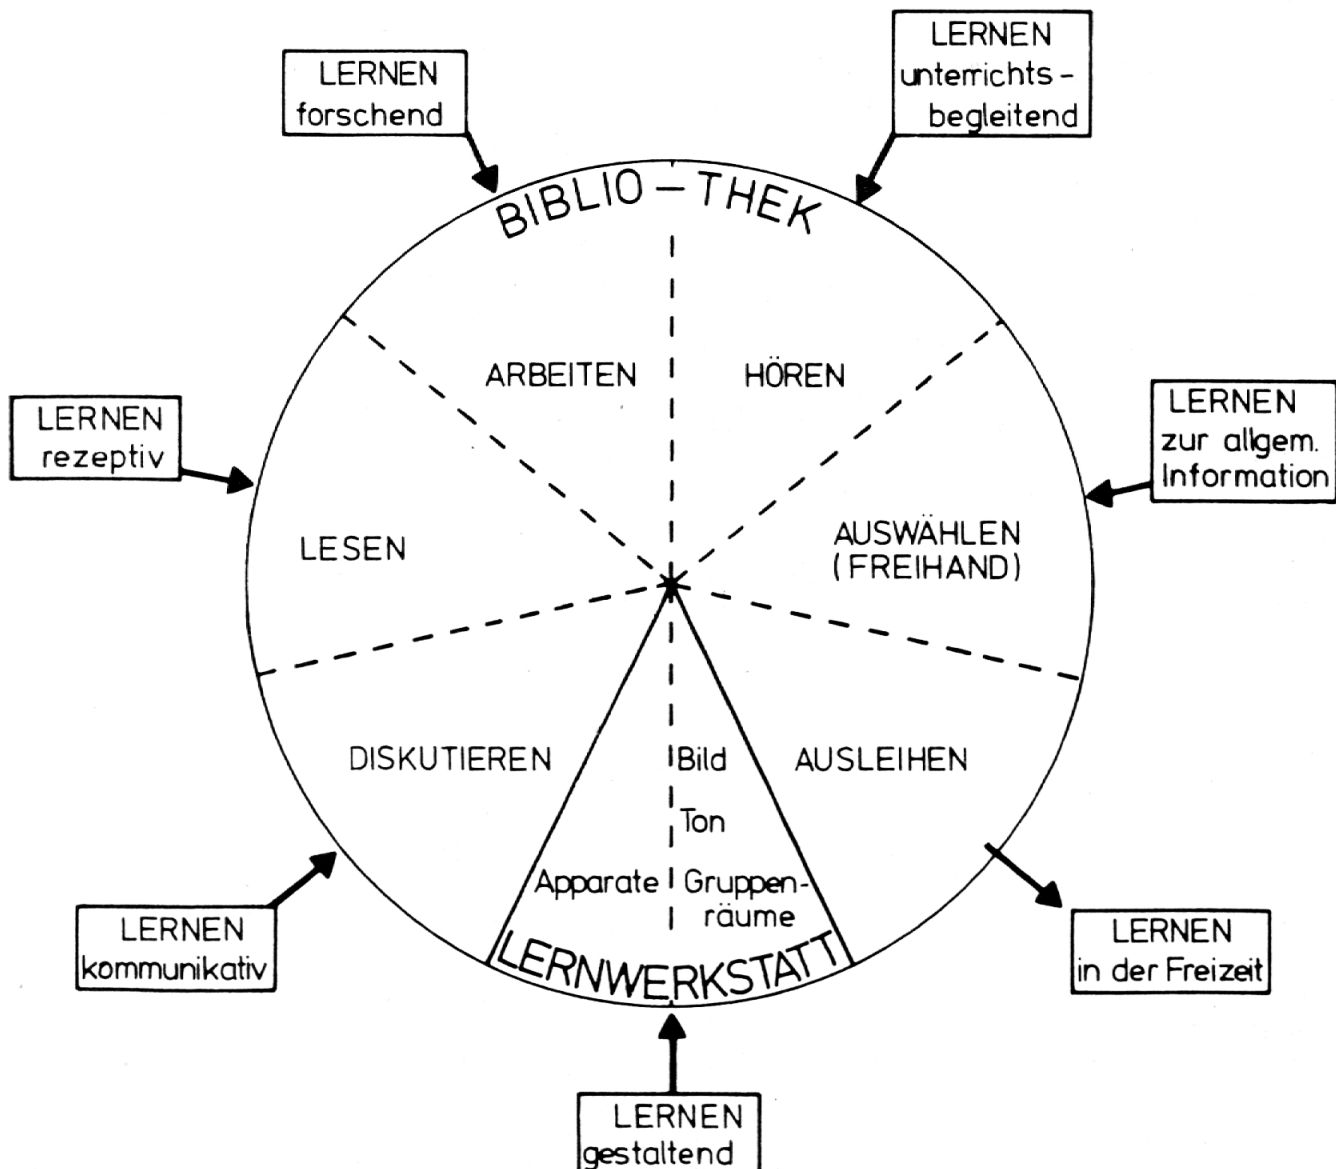 LERNEN
forschend
LERNEN
unterrichts-
begleitend
BIBLIO-THEK
ARBEITEN
HÖREN
LERNEN
rezeptiv
LERNEN
zur allgem.
Information
LESEN
AUSWÄHLEN
(FREIHAND)
DISKUTIEREN
Bild
AUSLEIHEN
Ton
Apparate
Gruppen-
räume
LERNWERKSTATT
LERNEN
kommunikativ
LERNEN
in der Freizeit
LERNEN
gestaltend